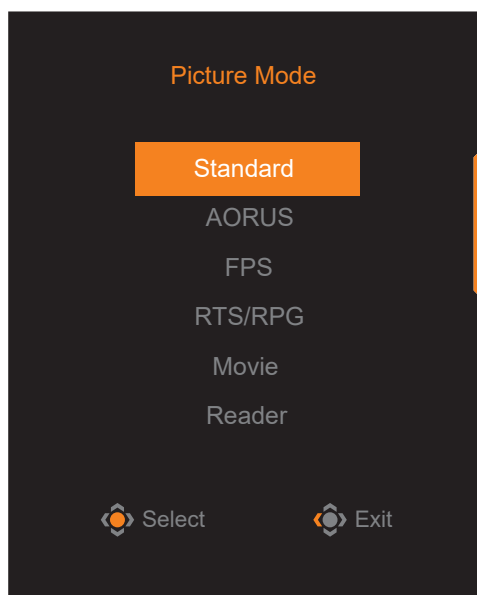 Picture Mode
Standard
AORUS
FPS
RTS/RPG
Movie
Reader
Select Exit